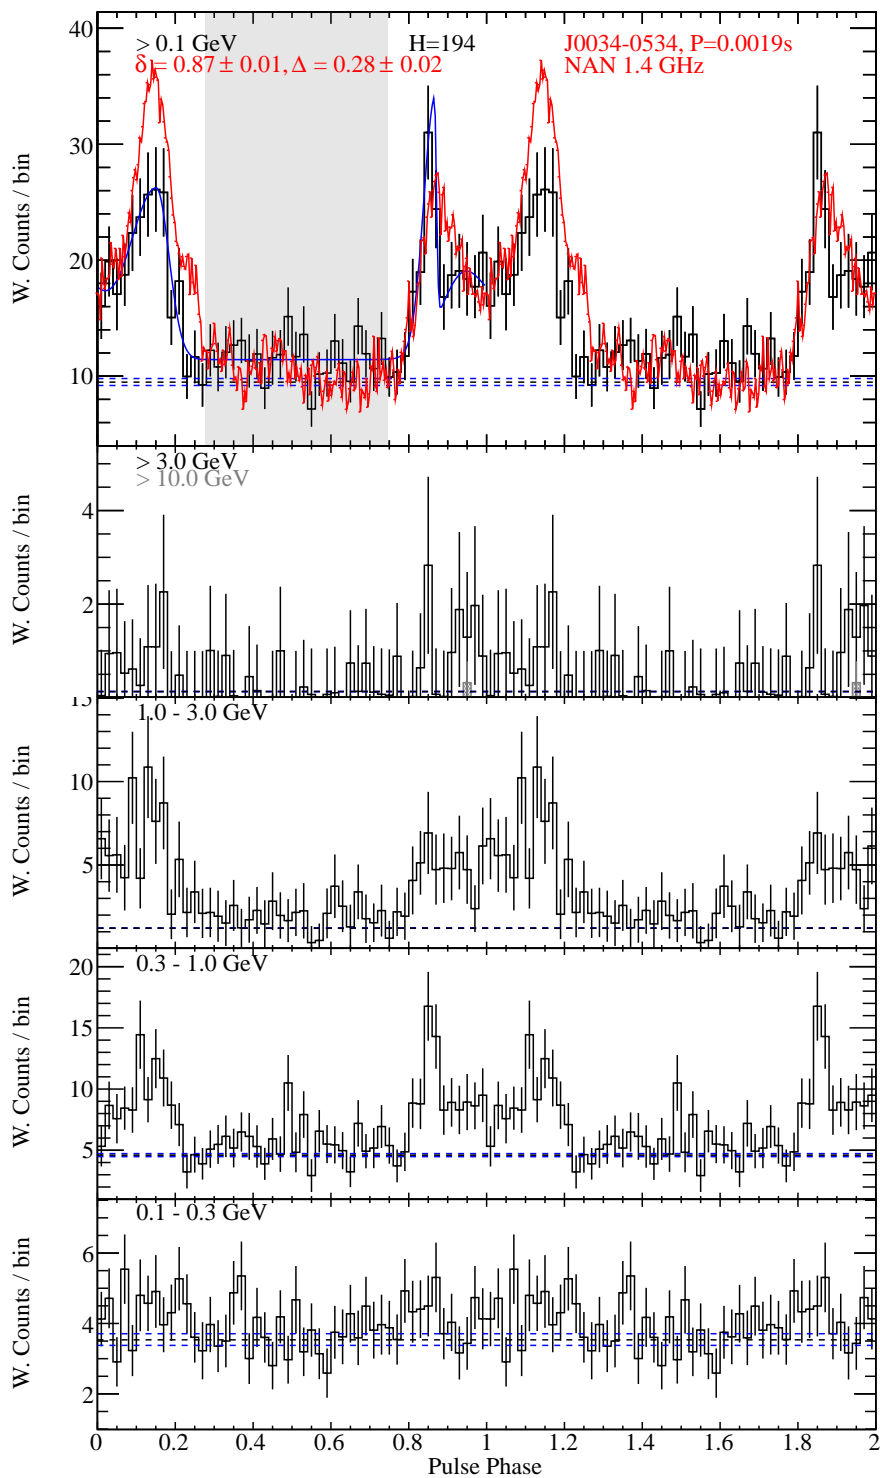 > 0.1 GeV H=194 J0034-0534, P=0.0019s
δ = 0.87 ± 0.01, Δ = 0.28 ± 0.02 NAN 1.4 GHz
40
30
20
10
W. Counts / bin
> 3.0 GeV
> 10.0 GeV
4
2
W. Counts / bin
15
1.0 - 3.0 GeV
10
5
W. Counts / bin
0.3 - 1.0 GeV
20
15
10
5
W. Counts / bin
0.1 - 0.3 GeV
6
4
2
W. Counts / bin
0 0.2 0.4 0.6 0.8 1 1.2 1.4 1.6 1.8 2
Pulse Phase